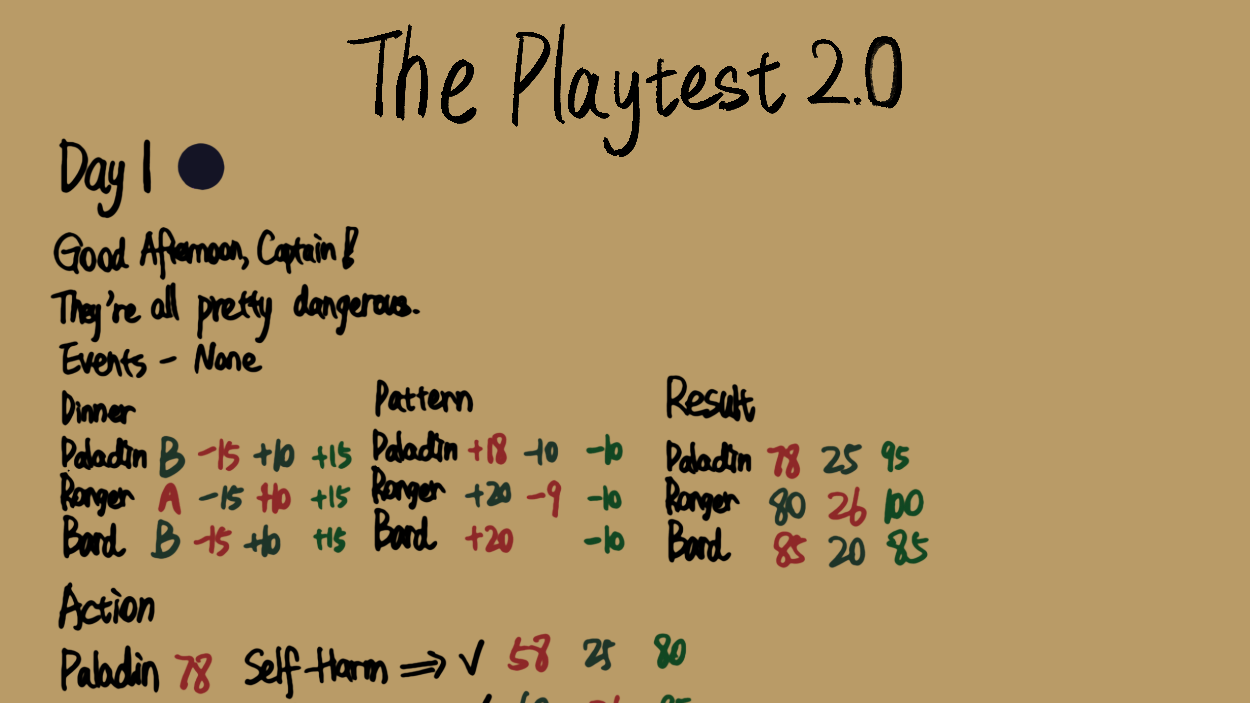 The Playtest 2.0
Day 1
Good Afternoon, Captain!
They're all pretty dangerous.
Events - None
Dinner Pattern Result
Paladin B -15 +10 +15 Paladin +18 -10 -10 Paladin 78 25 95
Ranger A -15 +10 +15 Ranger +20 -9 -10 Ranger 80 26 100
Bard B -15 +10 +15 Bard +20 -10 Bard 85 20 85
Action
Paladin 78 Self-Harm ⇒ √ 58 25 80